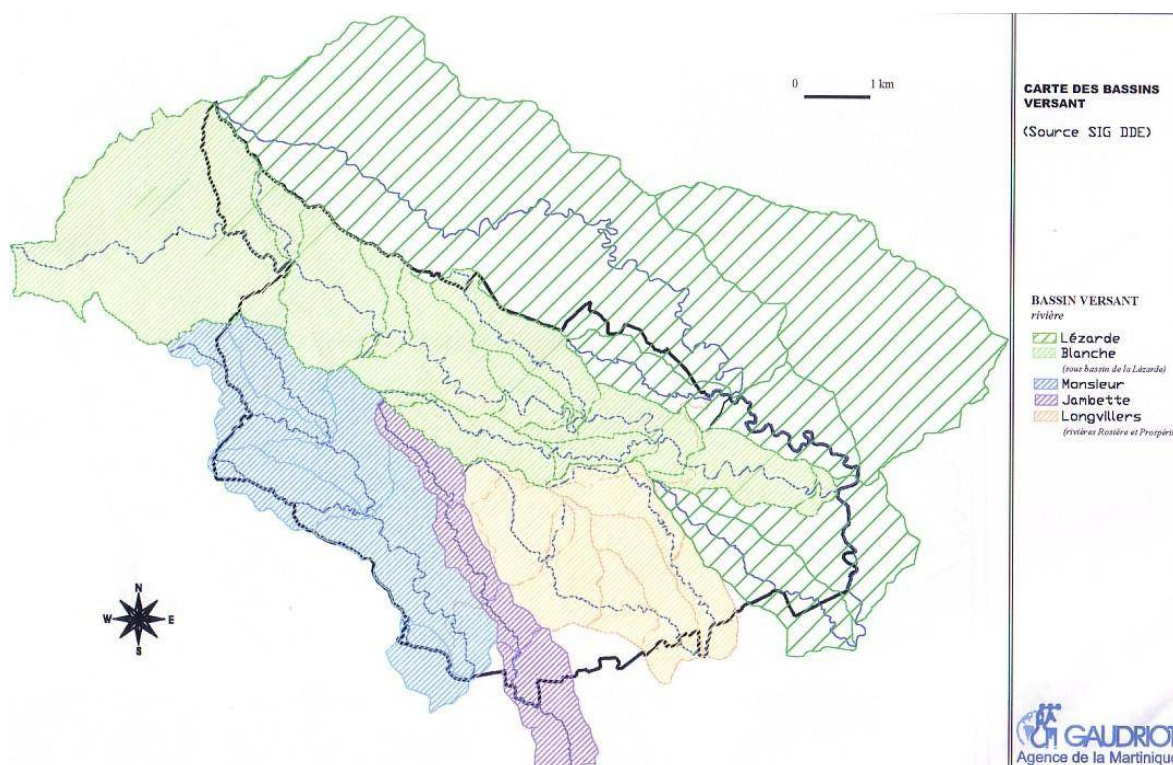 0 1 km
CARTE DES BASSINS
VERSANT
(Source SIG DDE)
BASSIN VERSANT
rivière
Lézarde
Blanche
(sous bassin de la Lézarde)
Monsieur
Jambette
Longvillers
(rivières Rosière et Prospérit
N
W E
S
GAUDRIOT
Agence de la Martinique